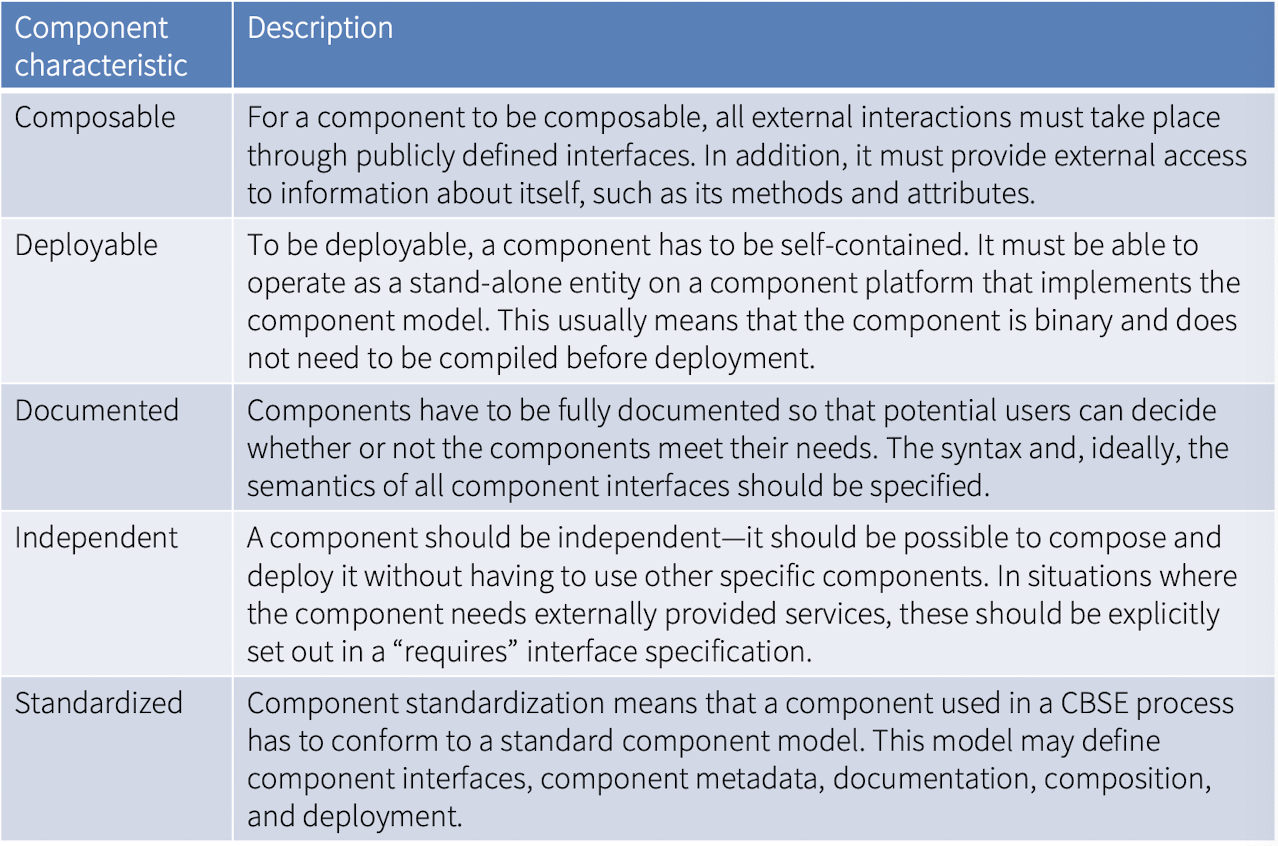 Component
characteristic
Description
Composable
For a component to be composable, all external interactions must take place
through publicly defined interfaces. In addition, it must provide external access
to information about itself, such as its methods and attributes.
Deployable
To be deployable, a component has to be self-contained. It must be able to
operate as a stand-alone entity on a component platform that implements the
component model. This usually means that the component is binary and does
not need to be compiled before deployment.
Documented
Components have to be fully documented so that potential users can decide
whether or not the components meet their needs. The syntax and, ideally, the
semantics of all component interfaces should be specified.
Independent
A component should be independent—it should be possible to compose and
deploy it without having to use other specific components. In situations where
the component needs externally provided services, these should be explicitly
set out in a “requires” interface specification.
Standardized
Component standardization means that a component used in a CBSE process
has to conform to a standard component model. This model may define
component interfaces, component metadata, documentation, composition,
and deployment.